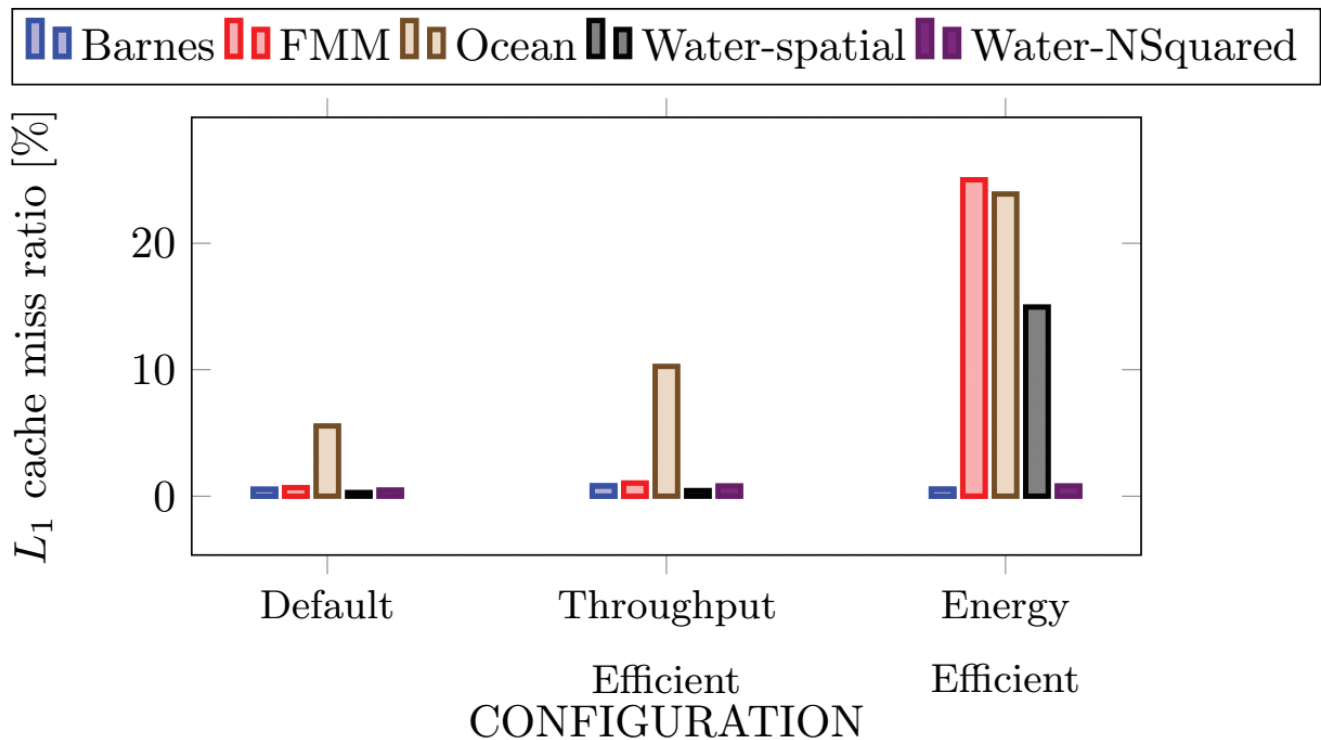 Barnes FMM Ocean Water-spatial Water-NSquared
L1 cache miss ratio [%]
20
10
0
Default Throughput Energy
Efficient Efficient
CONFIGURATION